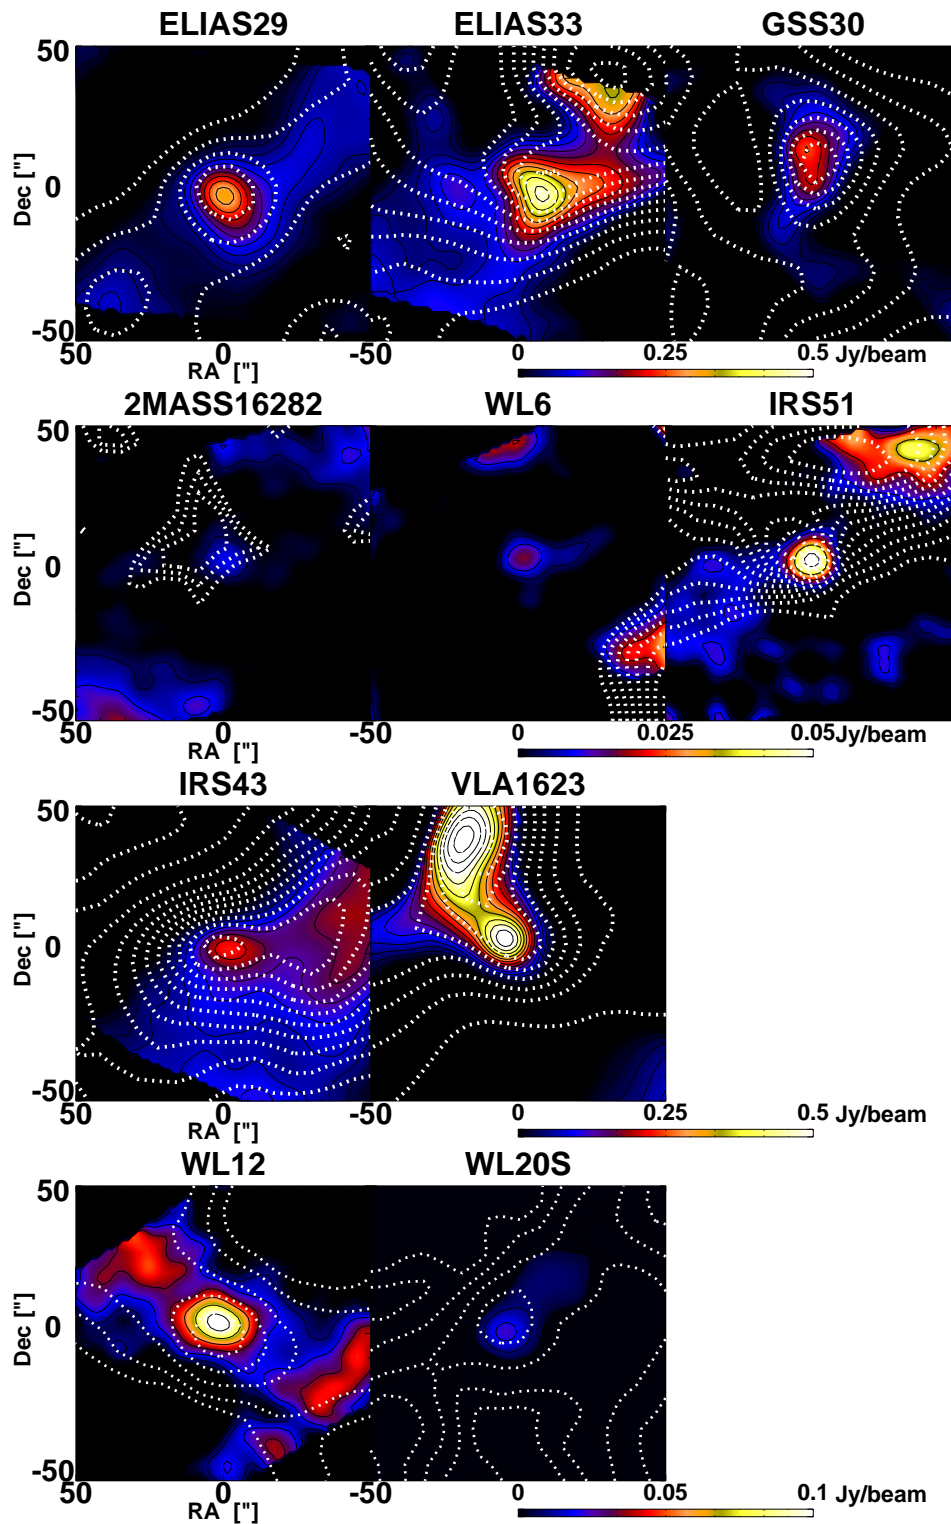 ELIAS29 ELIAS33 GSS30
50
Dec ["]
0
-50
50 0 -50 0 0.25 0.5 Jy/beam
RA ["]
2MASS16282 WL6 IRS51
50
Dec ["]
0
-50
50 0 -50 0 0.025 0.05 Jy/beam
RA ["]
IRS43 VLA1623
50
Dec ["]
0
-50
50 0 -50 0 0.25 0.5 Jy/beam
RA ["]
WL12 WL20S
50
Dec ["]
0
-50
50 0 -50 0 0.05 0.1 Jy/beam
RA ["]